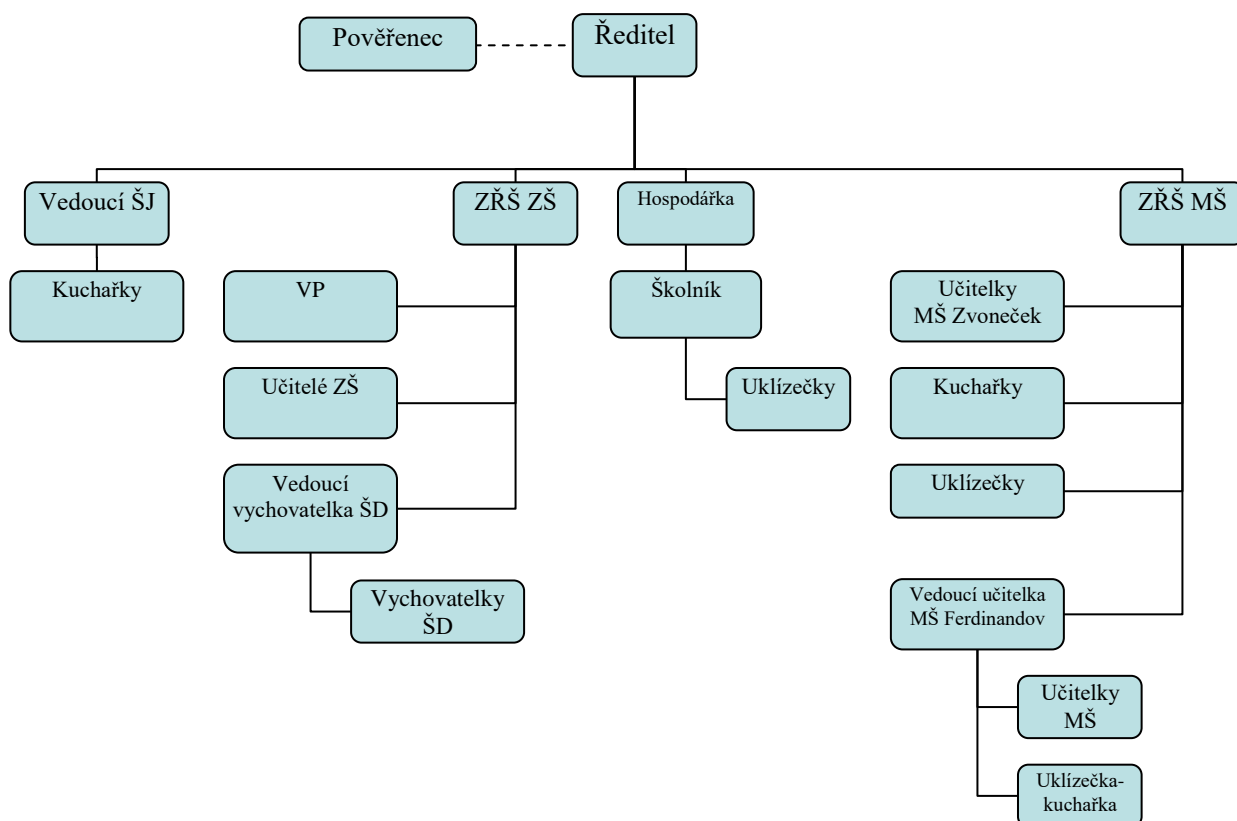 Pověřenec
Ředitel
Vedoucí ŠJ
ZŘŠ ZŠ
Hospodářka
ZŘŠ MŠ
Kuchařky
VP
Školník
Učitelky
MŠ Zvoneček
Učitelé ZŠ
Uklízečky
Kuchařky
Vedoucí
vychovatelka ŠD
Uklízečky
Vychovatelky
ŠD
Vedoucí učitelka
MŠ Ferdinandov
Učitelky
MŠ
Uklízečka-
kuchařka